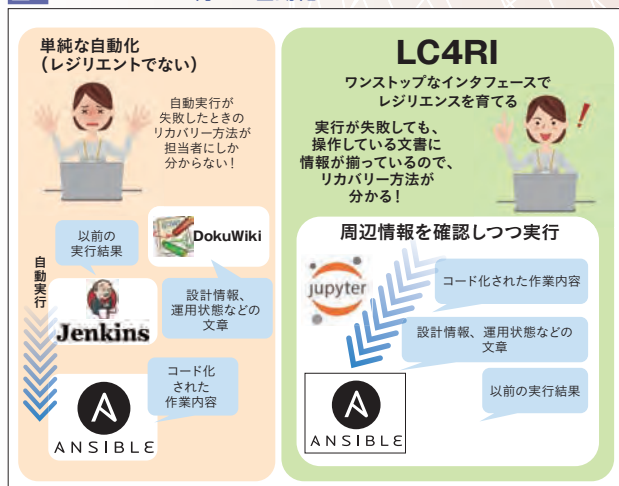 単純な自動化
(レジリエントでない)
自動実行が
失敗したときの
リカバリー方法が
担当者にしか
分からない!
以前の
実行結果
DokuWiki
自動実行
Jenkins
設計情報、
運用状態などの
文章
コード化
された
作業内容
A
ANSIBLE
LC4RI
ワンストップなインタフェースで
レジリエンスを育てる
実行が失敗しても、
操作している文書に
情報が揃っているので、
リカバリー方法が
分かる!
周辺情報を確認しつつ実行
jupyter
コード化された作業内容
設計情報、運用状態などの
文章
以前の実行結果
A
ANSIBLE